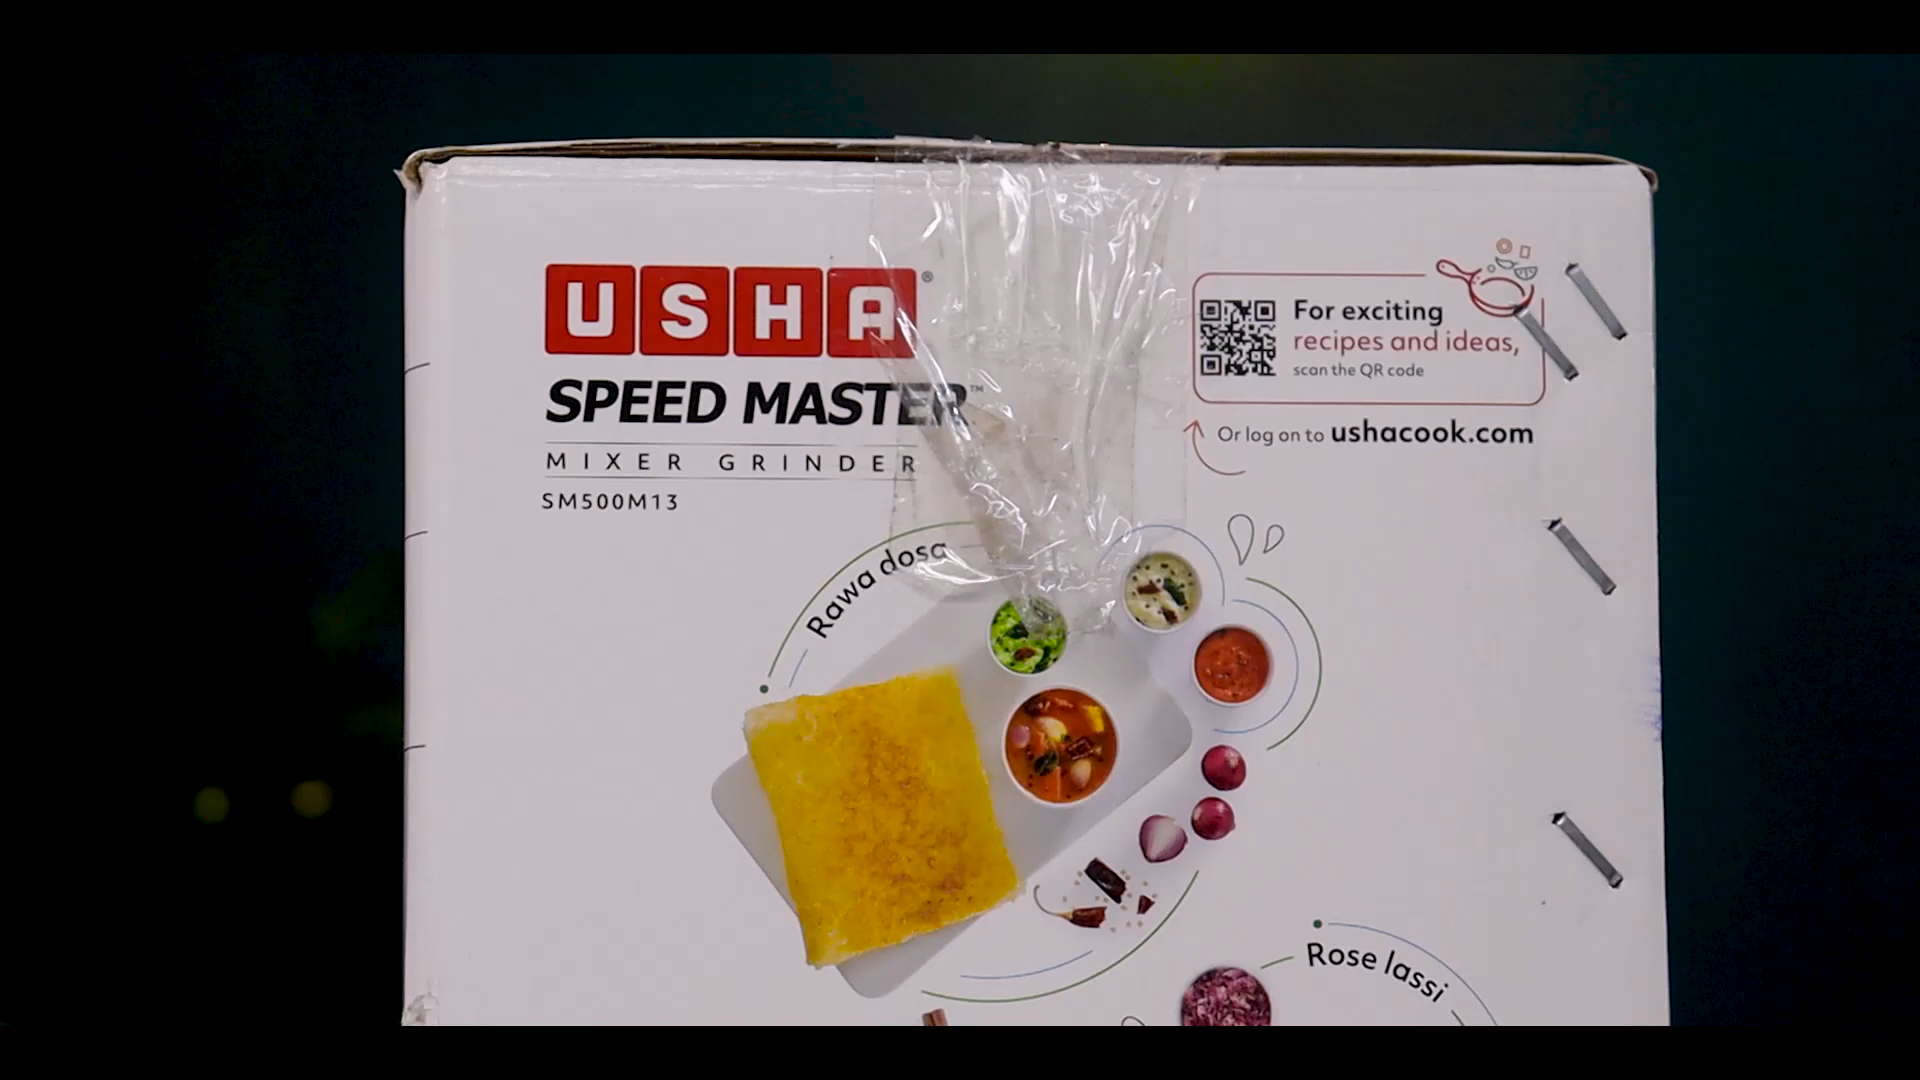 USHA®
SPEED MASTER™
MIXER GRINDER
SM500M13
For exciting
recipes and ideas,
scan the QR code
Or log on to ushacook.com
Rawa dosa
Rose lassi